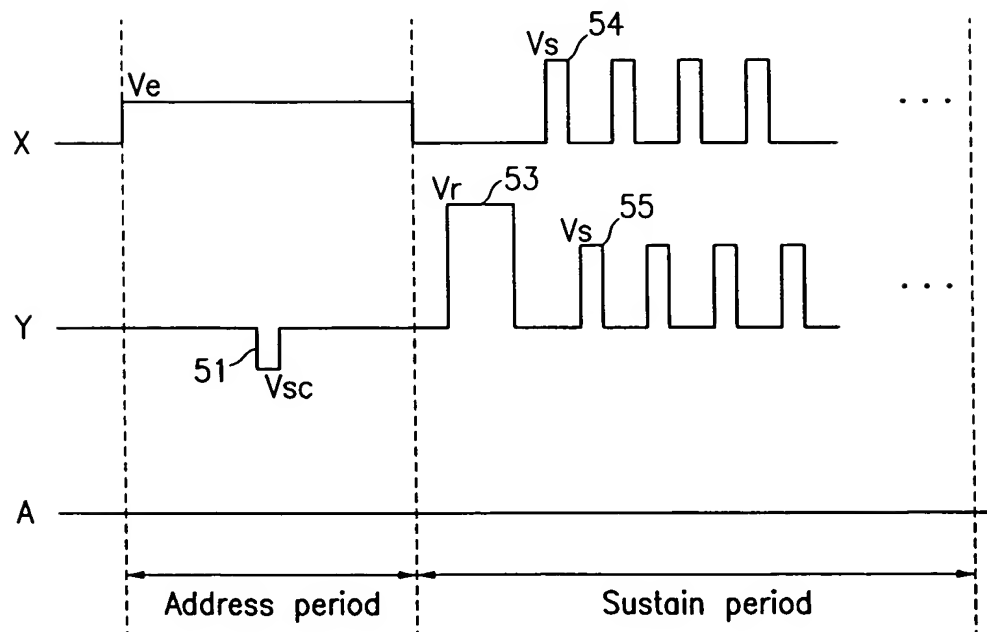 Vs 54
Ve
X
Vr 53
Vs 55
Y
51
Vsc
A
Address period
Sustain period